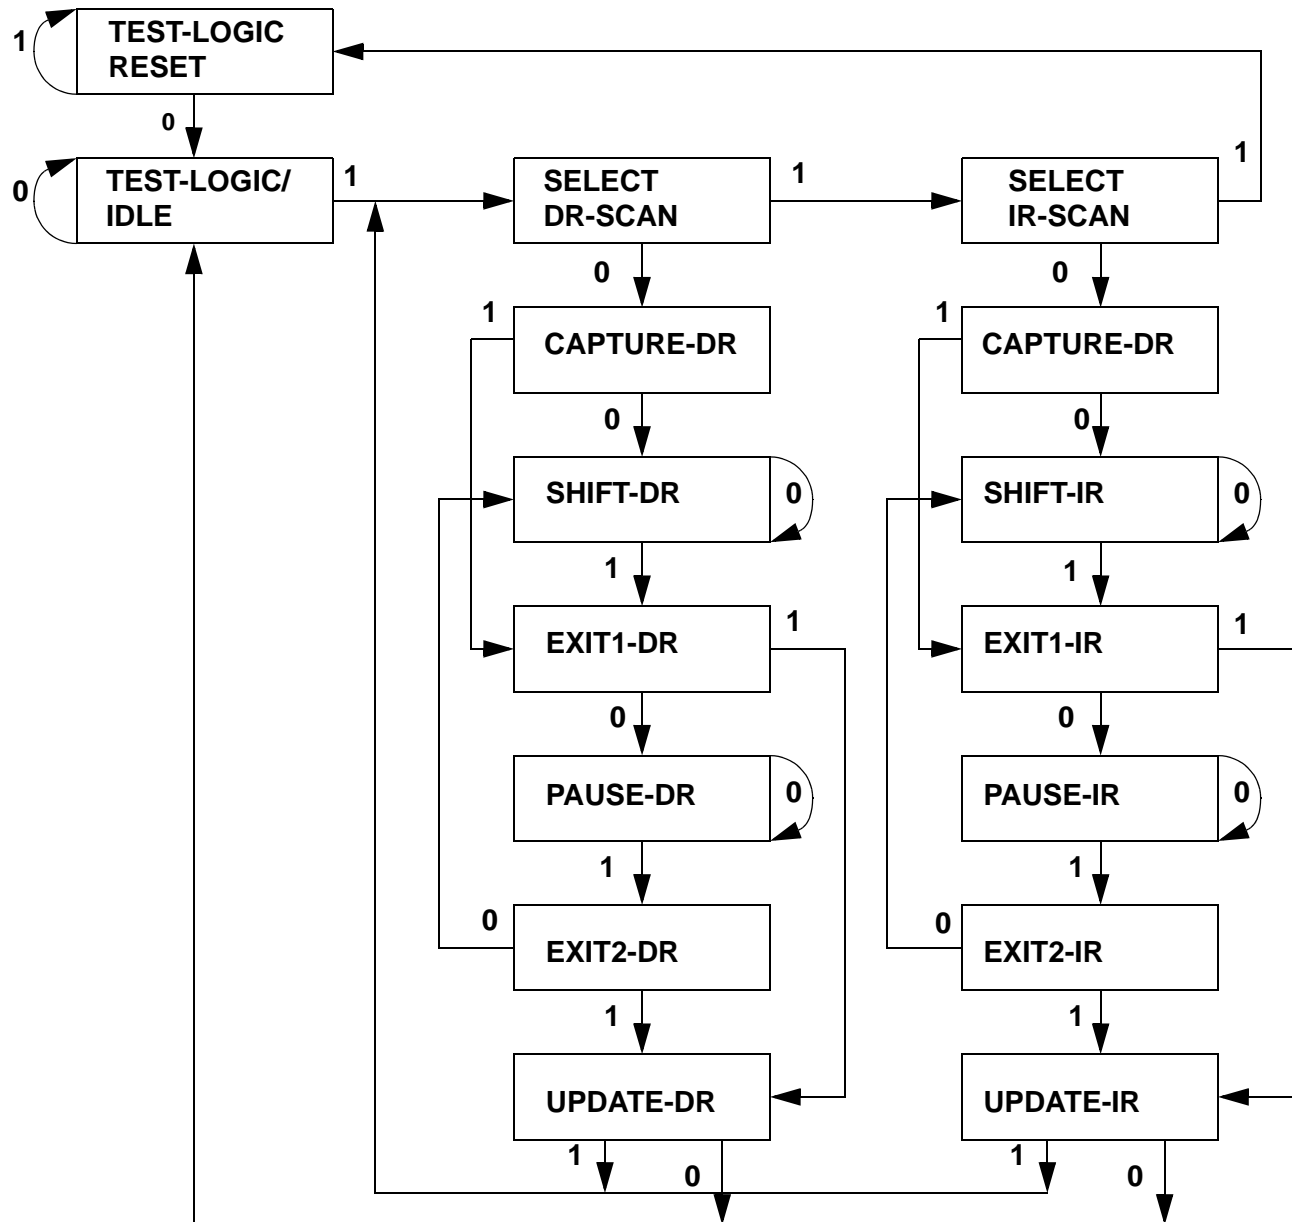 1
TEST-LOGIC
RESET
0
0
TEST-LOGIC/
IDLE
1
SELECT
DR-SCAN
1
SELECT
IR-SCAN
1
0
0
1
CAPTURE-DR
1
CAPTURE-DR
0
0
SHIFT-DR
0
SHIFT-IR
0
1
1
EXIT1-DR
1
EXIT1-IR
1
0
0
PAUSE-DR
0
PAUSE-IR
0
1
1
0
EXIT2-DR
0
EXIT2-IR
1
1
UPDATE-DR
UPDATE-IR
1
0
1
0